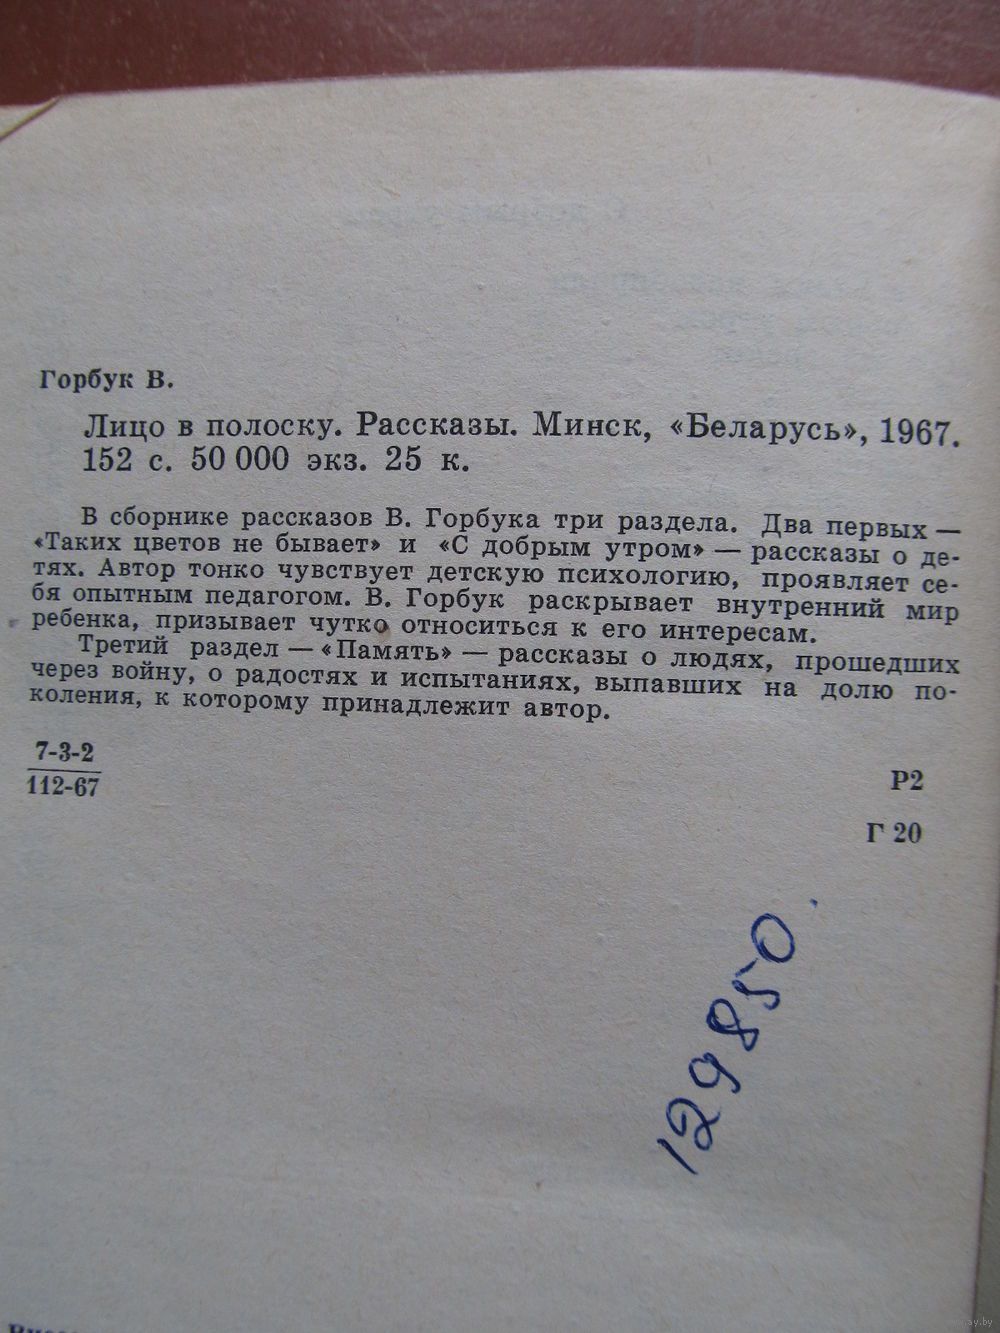 Горбук В.
Лицо в полоску. Рассказы. Минск, «Беларусь», 1967.
152 с. 50 000 экз. 25 к.
В сборнике рассказов В. Горбука три раздела. Два первых —
«Таких цветов не бывает» и «С добрым утром» — рассказы о де-
тях. Автор тонко чувствует детскую психологию, проявляет се-
бя опытным педагогом. В. Горбук раскрывает внутренний мир
ребенка, призывает чутко относиться к его интересам.
Третий раздел — «Память» — рассказы о людях, прошедших
через войну, о радостях и испытаниях, выпавших на долю по-
коления, к которому принадлежит автор.
7-3-2
112-67
Р2
Г 20
129850.
ay.by